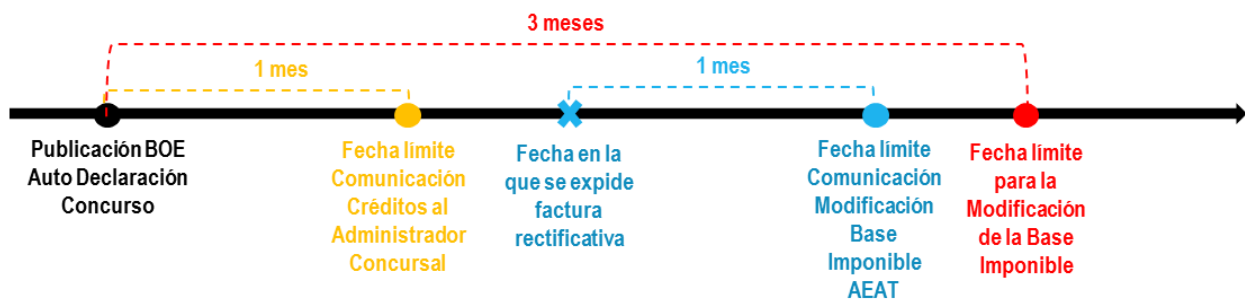 3 meses
1 mes
1 mes
Publicación BOE
Auto Declaración
Concurso
Fecha límite
Comunicación
Créditos al
Administrador
Concursal
Fecha en la
que se expide
factura
rectificativa
Fecha límite
Comunicación
Modificación
Base
Imponible
AEAT
Fecha límite
para la
Modificación
de la Base
Imponible